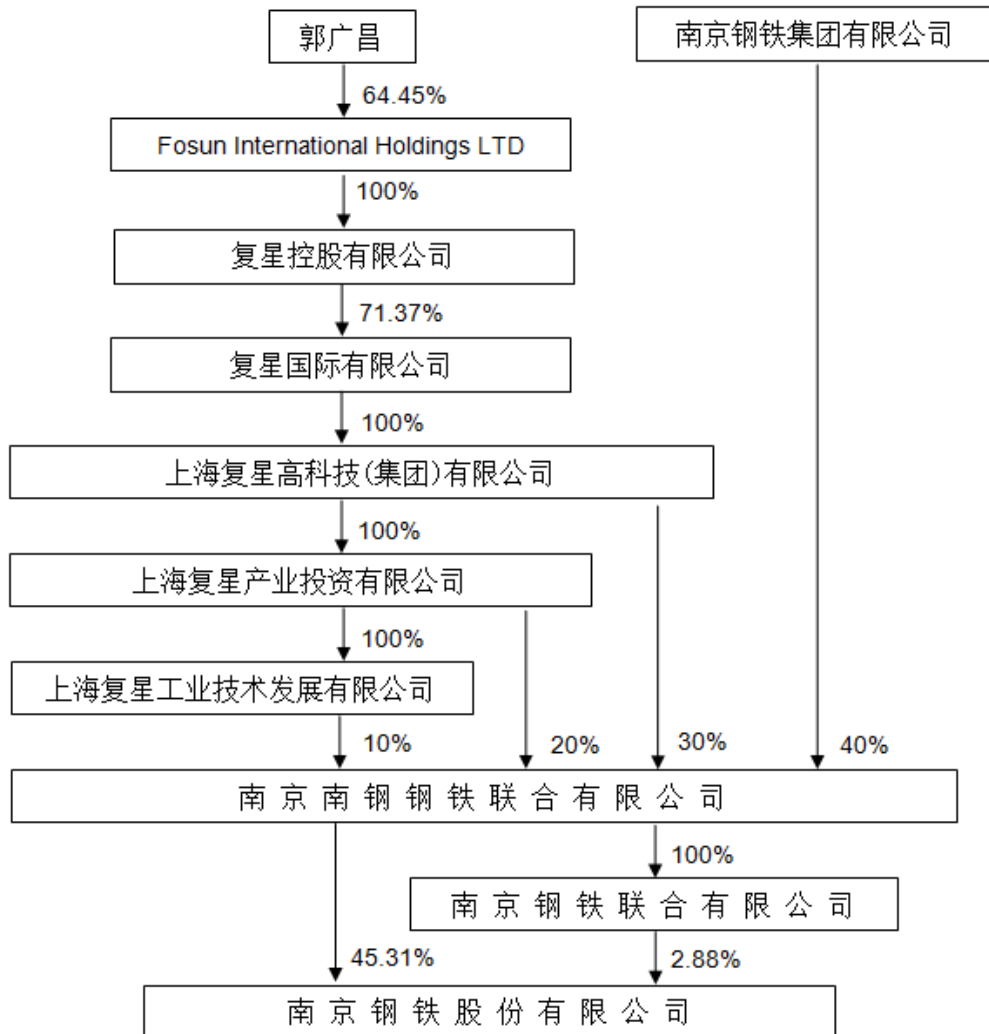 郭广昌
南京钢铁集团有限公司
64.45%
Fosun International Holdings LTD
100%
复星控股有限公司
71.37%
复星国际有限公司
100%
上海复星高科技(集团)有限公司
100%
上海复星产业投资有限公司
100%
上海复星工业技术发展有限公司
10%
20%
30%
40%
南京南钢钢铁联合有限公司
100%
南京钢铁联合有限公司
45.31%
2.88%
南京钢铁股份有限公司